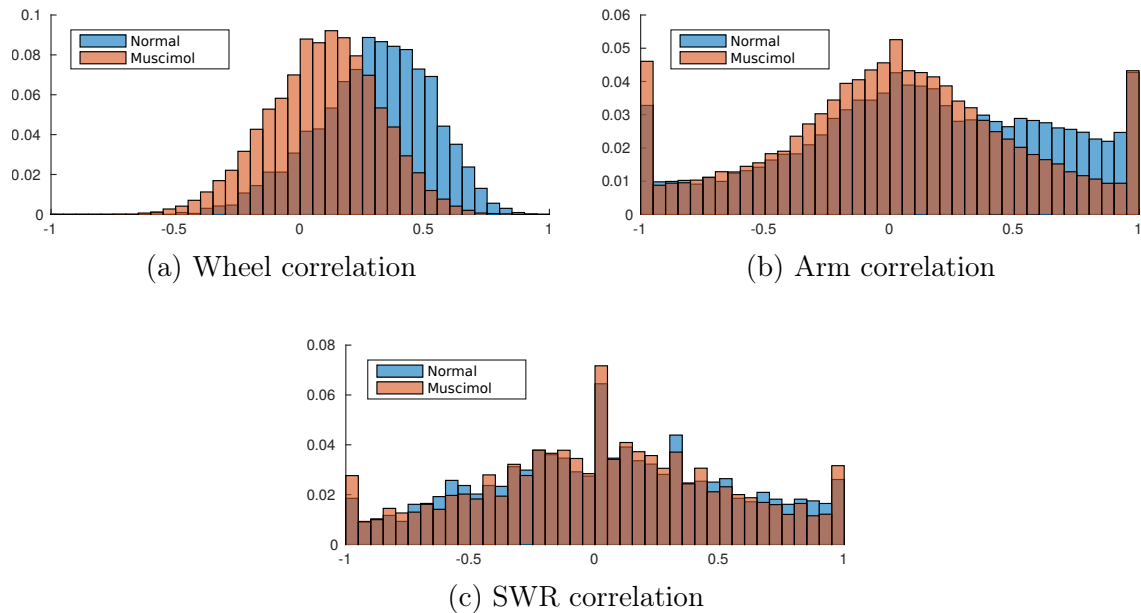 0.1
0.08
0.06
0.04
0.02
0
-1 -0.5 0 0.5 1
Normal
Muscimol
(a) Wheel correlation
0.06
0.05
0.04
0.03
0.02
0.01
0
-1 -0.5 0 0.5 1
Normal
Muscimol
(b) Arm correlation
0.08
0.06
0.04
0.02
0
-1 -0.5 0 0.5 1
Normal
Muscimol
(c) SWR correlation